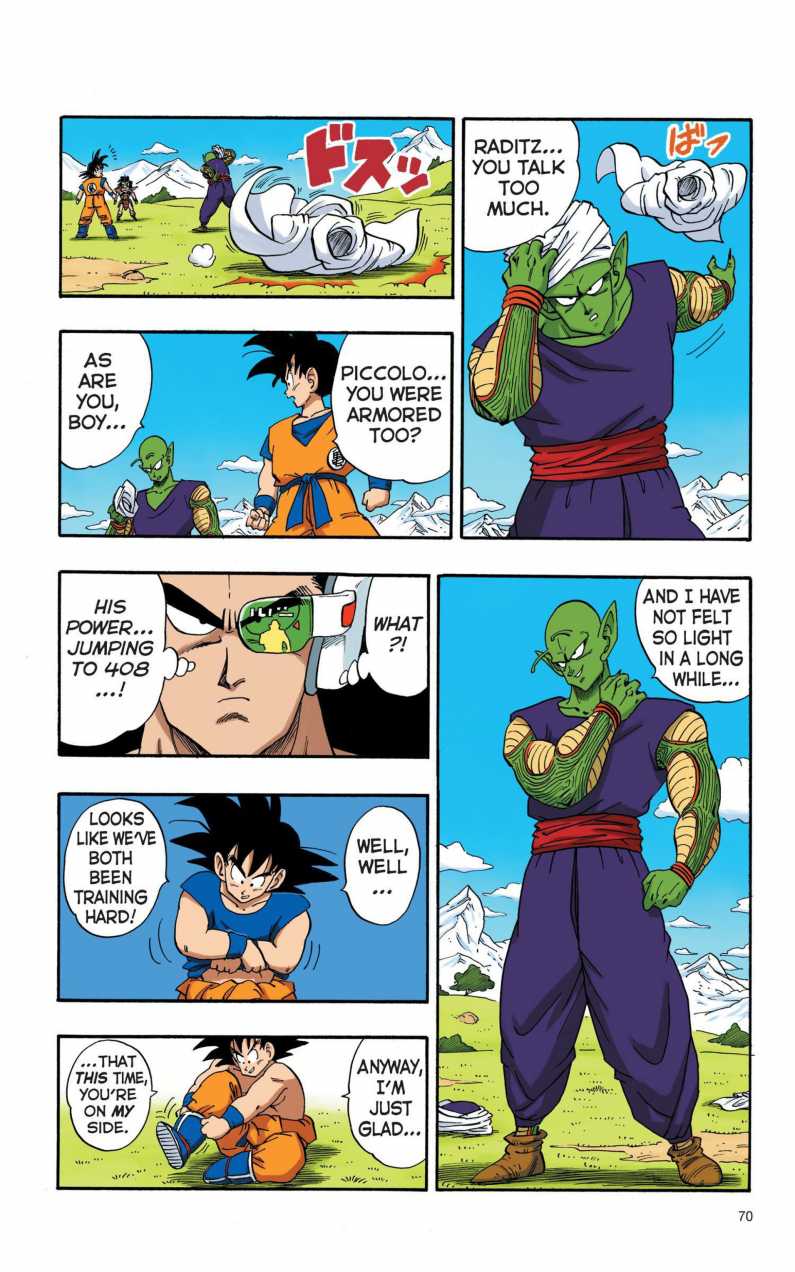 ばっ
RADITZ...
YOU TALK
TOO
MUCH.
ドスッ
PICCOLO...
YOU WERE
ARMORED
TOO?
AS
ARE
YOU,
BOY...
AND I HAVE
NOT FELT
SO LIGHT
IN A LONG
WHILE...
WHAT
?!
HIS
POWER...
JUMPING
TO 408
...!
WELL,
WELL
...
LOOKS
LIKE WE'VE
BOTH
BEEN
TRAINING
HARD!
ANYWAY,
I'M
JUST
GLAD...
...THAT
THIS TIME,
YOU'RE
ON MY
SIDE.
70